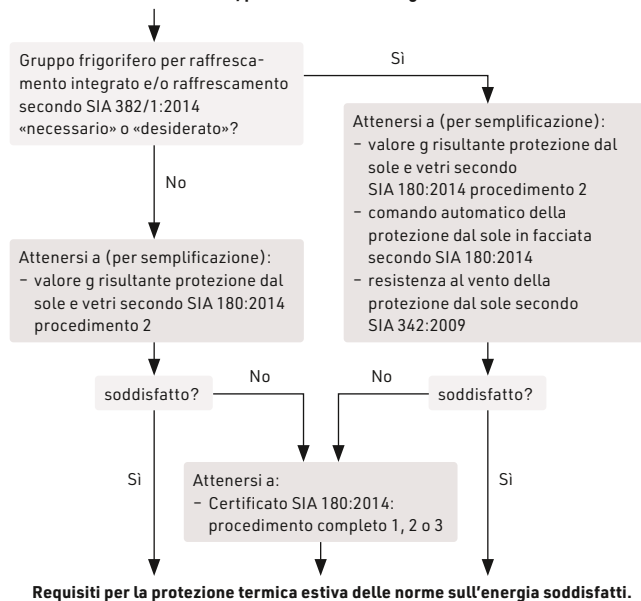 Gruppo frigorifero per raffresca-
mento integrato e/o raffrescamento
secondo SIA 382/1:2014
«necessario» o «desiderato»?
Sì
No
Attenersi a (per semplificazione):
– valore g risultante protezione dal
sole e vetri secondo
SIA 180:2014 procedimento 2
– comando automatico della
protezione dal sole in facciata
secondo SIA 180:2014
– resistenza al vento della
protezione dal sole secondo
SIA 342:2009
Attenersi a (per semplificazione):
– valore g risultante protezione dal
sole e vetri secondo SIA 180:2014
procedimento 2
soddisfatto?
No
No
soddisfatto?
Sì
Attenersi a:
– Certificato SIA 180:2014:
procedimento completo 1, 2 o 3
Sì
Requisiti per la protezione termica estiva delle norme sull'energia soddisfatti.